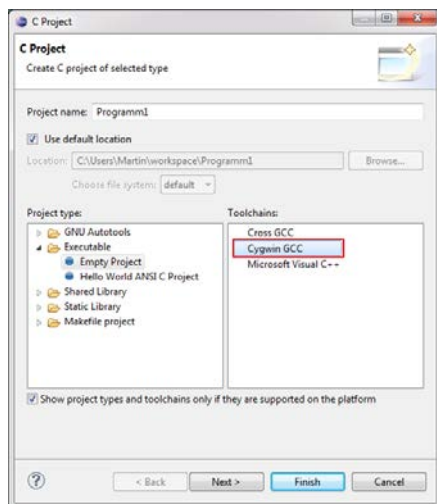 C Project
C Project
Create C project of selected type
Project name: Programm1
Use default location
Location: C:\Users\Martin\workspace\Programm1 Browse...
Choose file system: default
Project type: Toolchains:
GNU Autotools Cross GCC
Executable Cygwin GCC
Empty Project Microsoft Visual C++
Hello World ANSI C Project
Shared Library
Static Library
Makefile project
Show project types and toolchains only if they are supported on the platform
? < Back Next > Finish Cancel